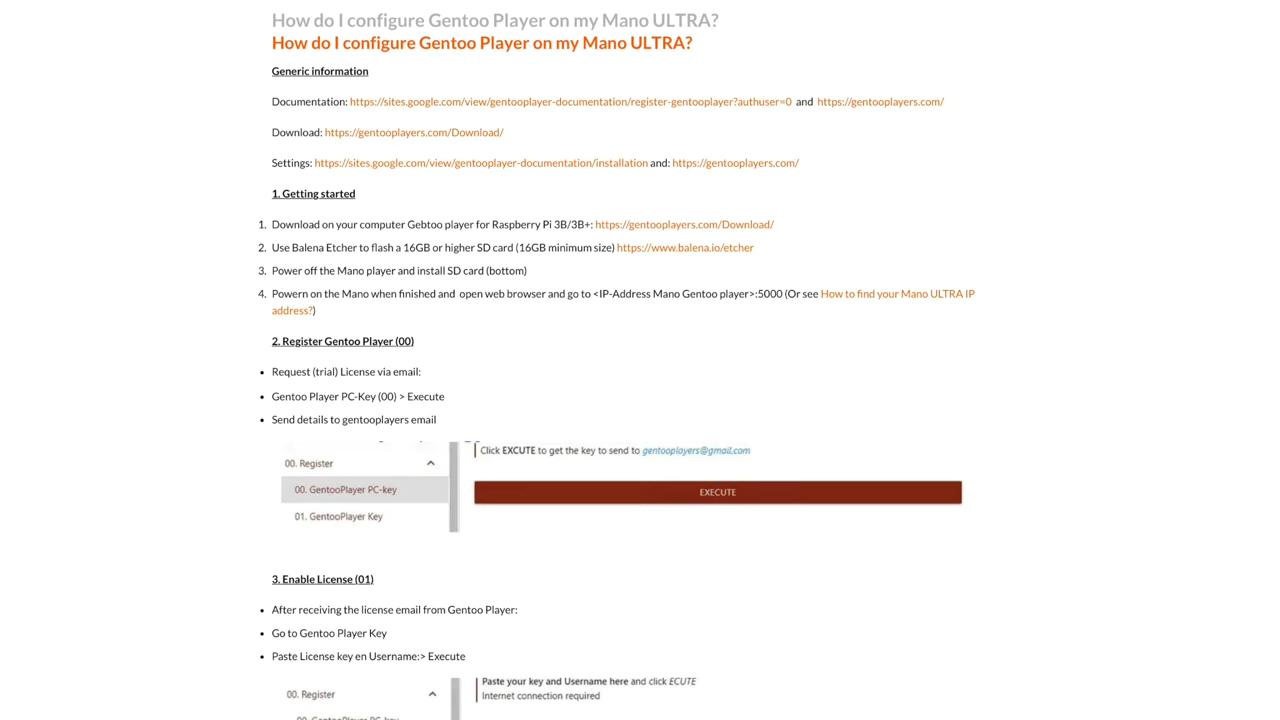 How do I configure Gentoo Player on my Mano ULTRA?
How do I configure Gentoo Player on my Mano ULTRA?
Generic information
Documentation: https://sites.google.com/view/gentooplayer-documentation/register-gentooplayer?authuser=0 and https://gentooplayers.com/
Download: https://gentooplayers.com/Download/
Settings: https://sites.google.com/view/gentooplayer-documentation/installation and: https://gentooplayers.com/
1. Getting started
1. Download on your computer Gebtoo player for Raspberry Pi 3B/3B+: https://gentooplayers.com/Download/
2. Use Balena Etcher to flash a 16GB or higher SD card (16GB minimum size) https://www.balena.io/etcher
3. Power off the Mano player and install SD card (bottom)
4. Powern on the Mano when finished and open web browser and go to <IP-Address Mano Gentoo player>:5000 (Or see How to find your Mano ULTRA IP
address?)
2. Register Gentoo Player (00)
• Request (trial) License via email:
• Gentoo Player PC-Key (00) > Execute
• Send details to gentooplayers email
Click EXCUTE to get the key to send to gentooplayers@gmail.com
00. Register
00. GentooPlayer PC-key
EXECUTE
01. GentooPlayer Key
3. Enable License (01)
• After receiving the license email from Gentoo Player:
• Go to Gentoo Player Key
• Paste License key en Username:> Execute
Paste your key and Username here and click ECUTE
00. Register
Internet connection required